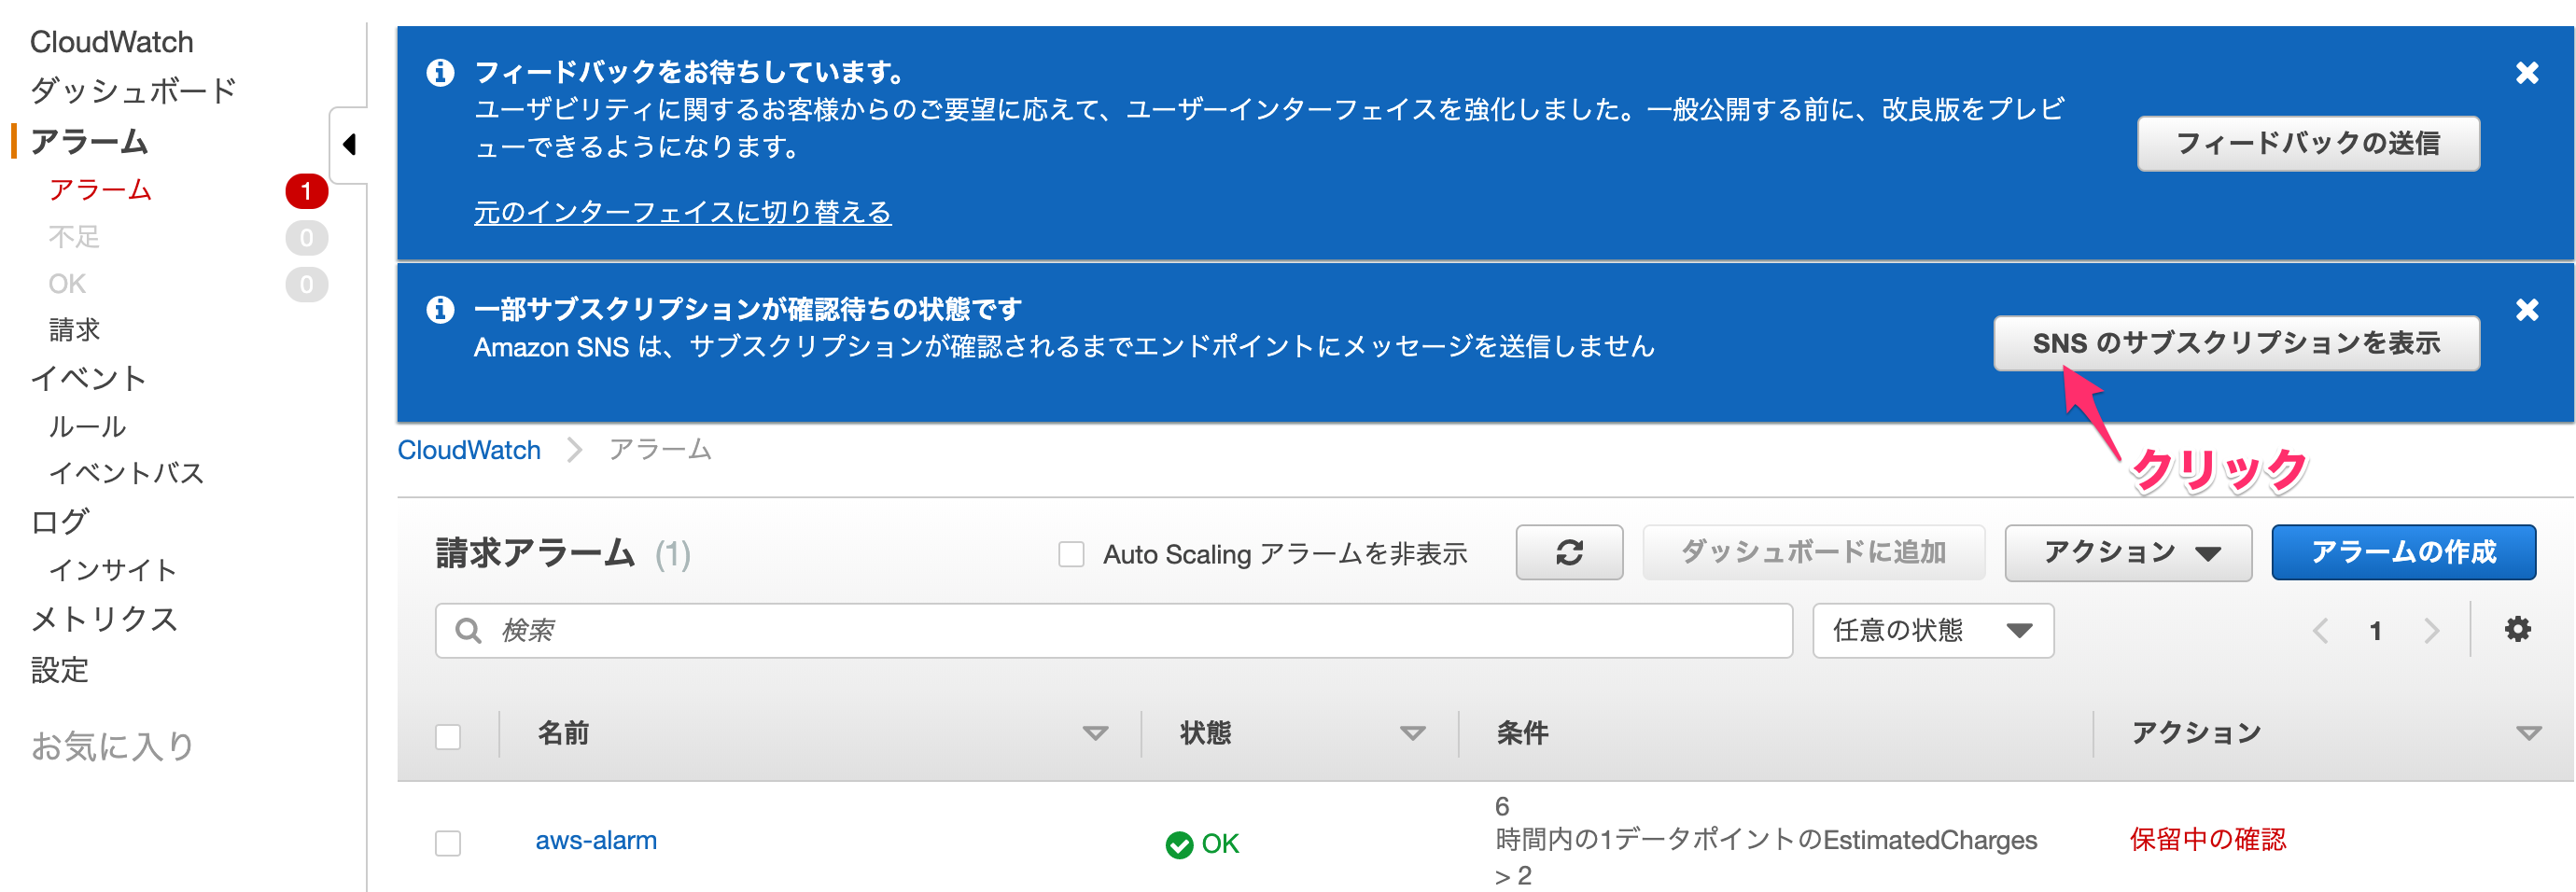 CloudWatch
ダッシュボード
アラーム
アラーム 1
不足 0
OK 0
請求
イベント
ルール
イベントバス
ログ
インサイト
メトリクス
設定
お気に入り
フィードバックをお待ちしています。
ユーザビリティに関するお客様からのご要望に応えて、ユーザーインターフェイスを強化しました。一般公開する前に、改良版をプレビ
ューできるようになります。
元のインターフェイスに切り替える
フィードバックの送信
一部サブスクリプションが確認待ちの状態です
Amazon SNS は、サブスクリプションが確認されるまでエンドポイントにメッセージを送信しません
SNS のサブスクリプションを表示
クリック
CloudWatch アラーム
請求アラーム (1)
Auto Scaling アラームを非表示
ダッシュボードに追加
アクション
アラームの作成
検索
任意の状態
1
名前 状態 条件 アクション
aws-alarm
OK
6
時間内の1データポイントのEstimatedCharges
> 2
保留中の確認